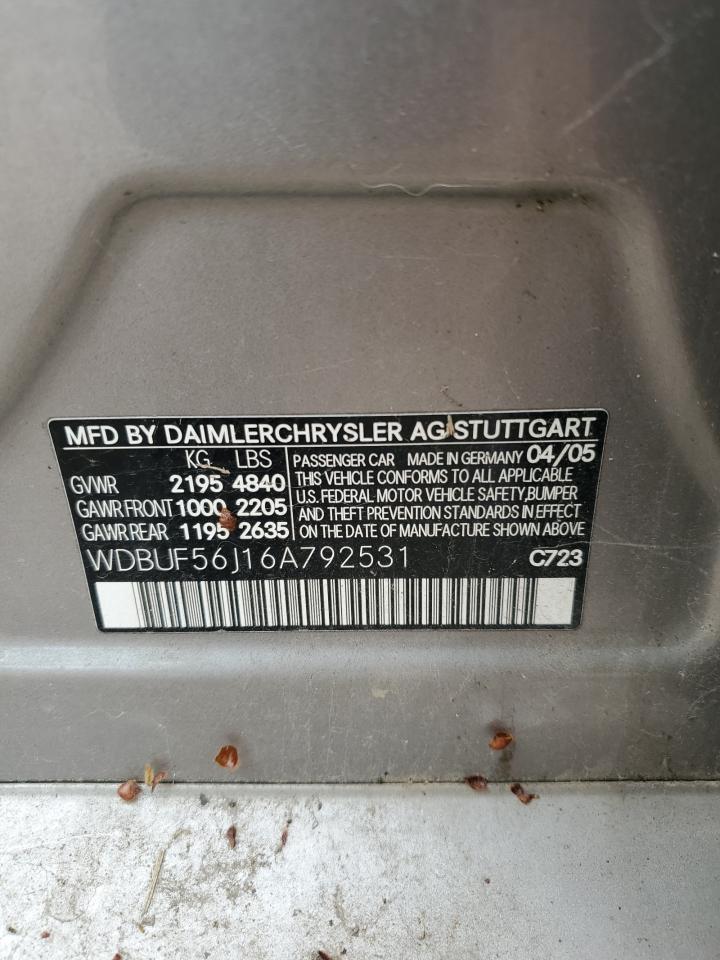 MFD BY DAIMLERCHRYSLER AG STUTTGART
KG LBS
GVWR 2195 4840
GAWR FRONT 1000 2205
GAWR REAR 1195 2635
PASSENGER CAR MADE IN GERMANY 04/05
THIS VEHICLE CONFORMS TO ALL APPLICABLE
U.S. FEDERAL MOTOR VEHICLE SAFETY, BUMPER
AND THEFT PREVENTION STANDARDS IN EFFECT
ON THE DATE OF MANUFACTURE SHOWN ABOVE
WDBUF56J16A792531 C723